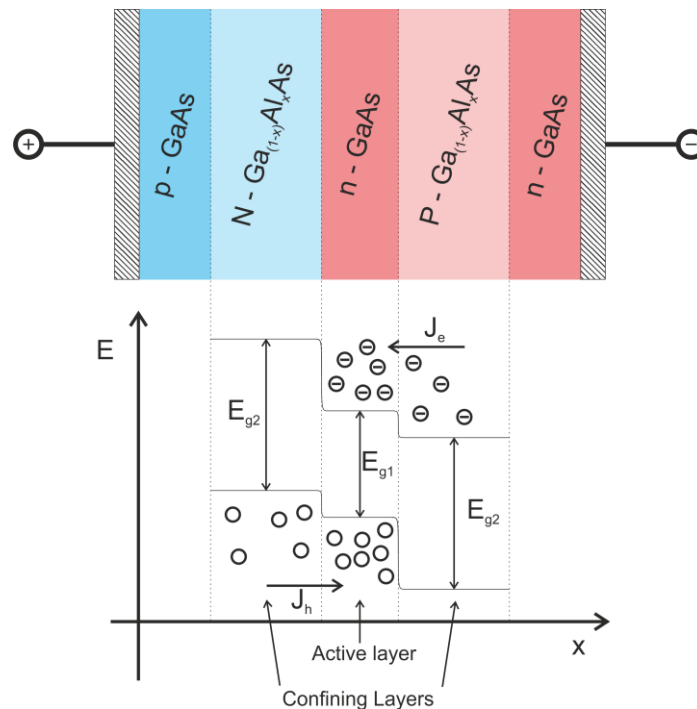 +
p - GaAs
N - Ga(1-x)AlxAs
n - GaAs
P - Ga(1-x)AlxAs
n - GaAs
−
E
Je
Eg2
Eg1
Eg2
Jh
x
Active layer
Confining Layers